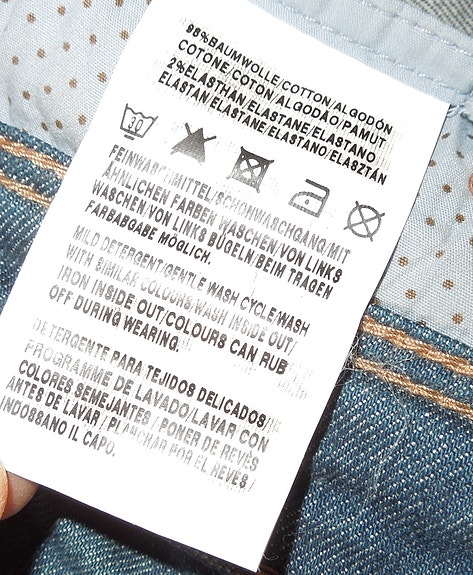 98%BAUMWOLLE/COTTON/ALGODÓN
COTONE/COTON/ALGODÃO/PAMUT
2%ELASTHAN/ELASTANE/ELASTANO
ELASTAN/ELASTANE/ELASTANO/ELASZTÁN
30
FEINWASCHMITTEL/SCHONWASCHGANG/MIT
ÄHNLICHEN FARBEN WASCHEN/VON LINKS
WASCHEN/VON LINKS BÜGELN/BEIM TRAGEN
FARBABGABE MÖGLICH.
MILD DETERGENT/GENTLE WASH CYCLE/WASH
WITH SIMILAR COLOURS/WASH INSIDE OUT/
IRON INSIDE OUT/COLOURS CAN RUB
OFF DURING WEARING.
DETERGENTE PARA TEJIDOS DELICADOS/
PROGRAMME DE LAVADO/LAVAR CON
COLORES SEMEJANTES / PONER DE REVÉS
ANTES DE LAVAR / PLANCHAR POR EL REVÉS /
INDOSSANO IL CAPO.